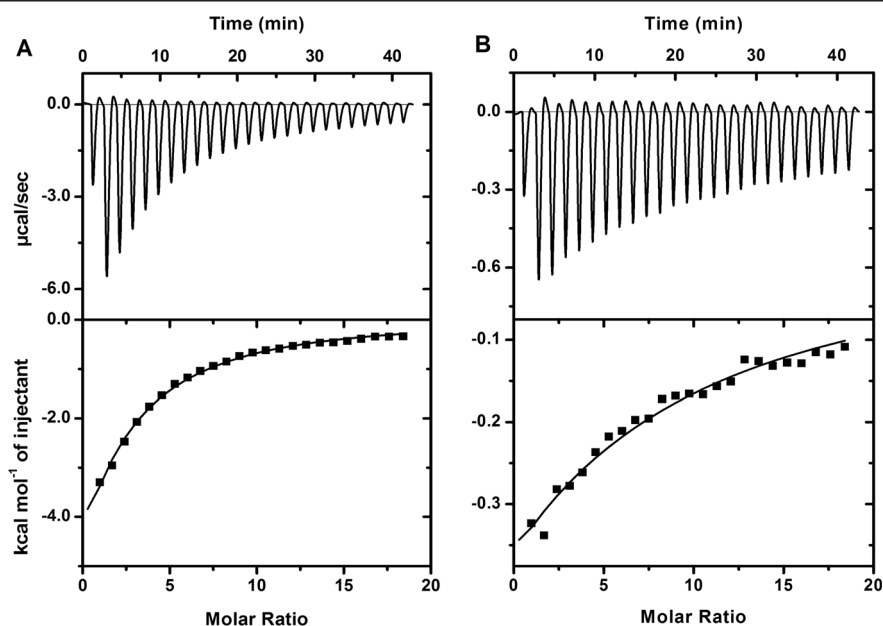 A
Time (min)
0 10 20 30 40
0.0
-3.0
-6.0
µcal/sec
0.0
-2.0
-4.0
kcal mol⁻¹ of injectant
0 5 10 15 20
Molar Ratio
B
Time (min)
0 10 20 30 40
0.0
-0.3
-0.6
-0.1
-0.2
-0.3
0 5 10 15 20
Molar Ratio